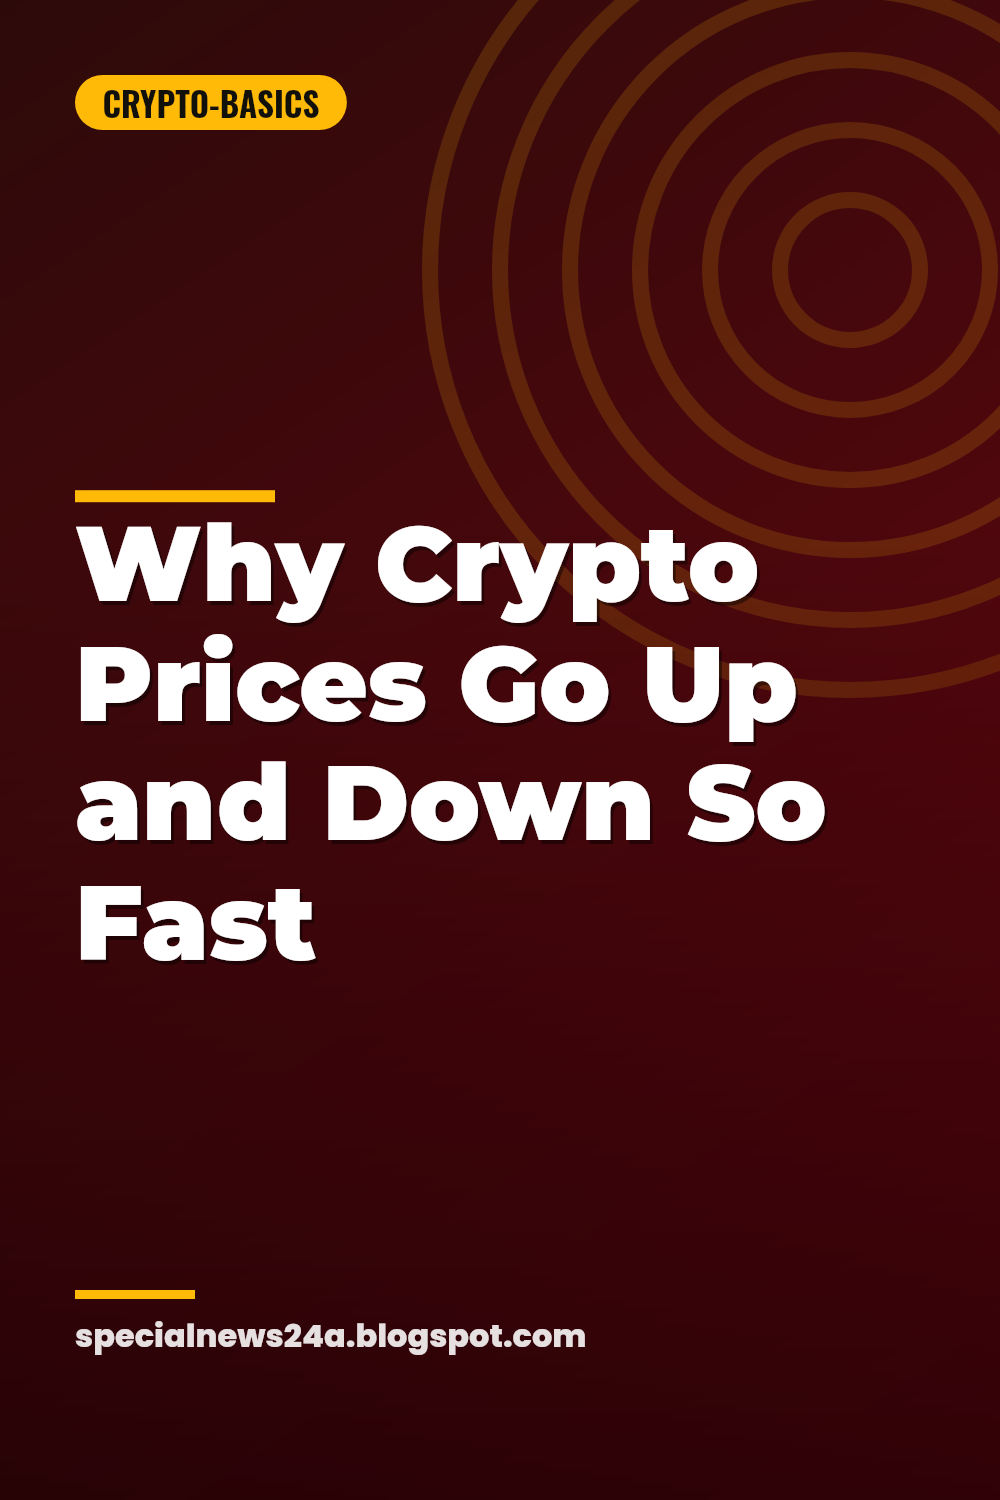 CRYPTO-BASICS
Why Crypto
Prices Go Up
and Down So
Fast
specialnews24a.blogspot.com